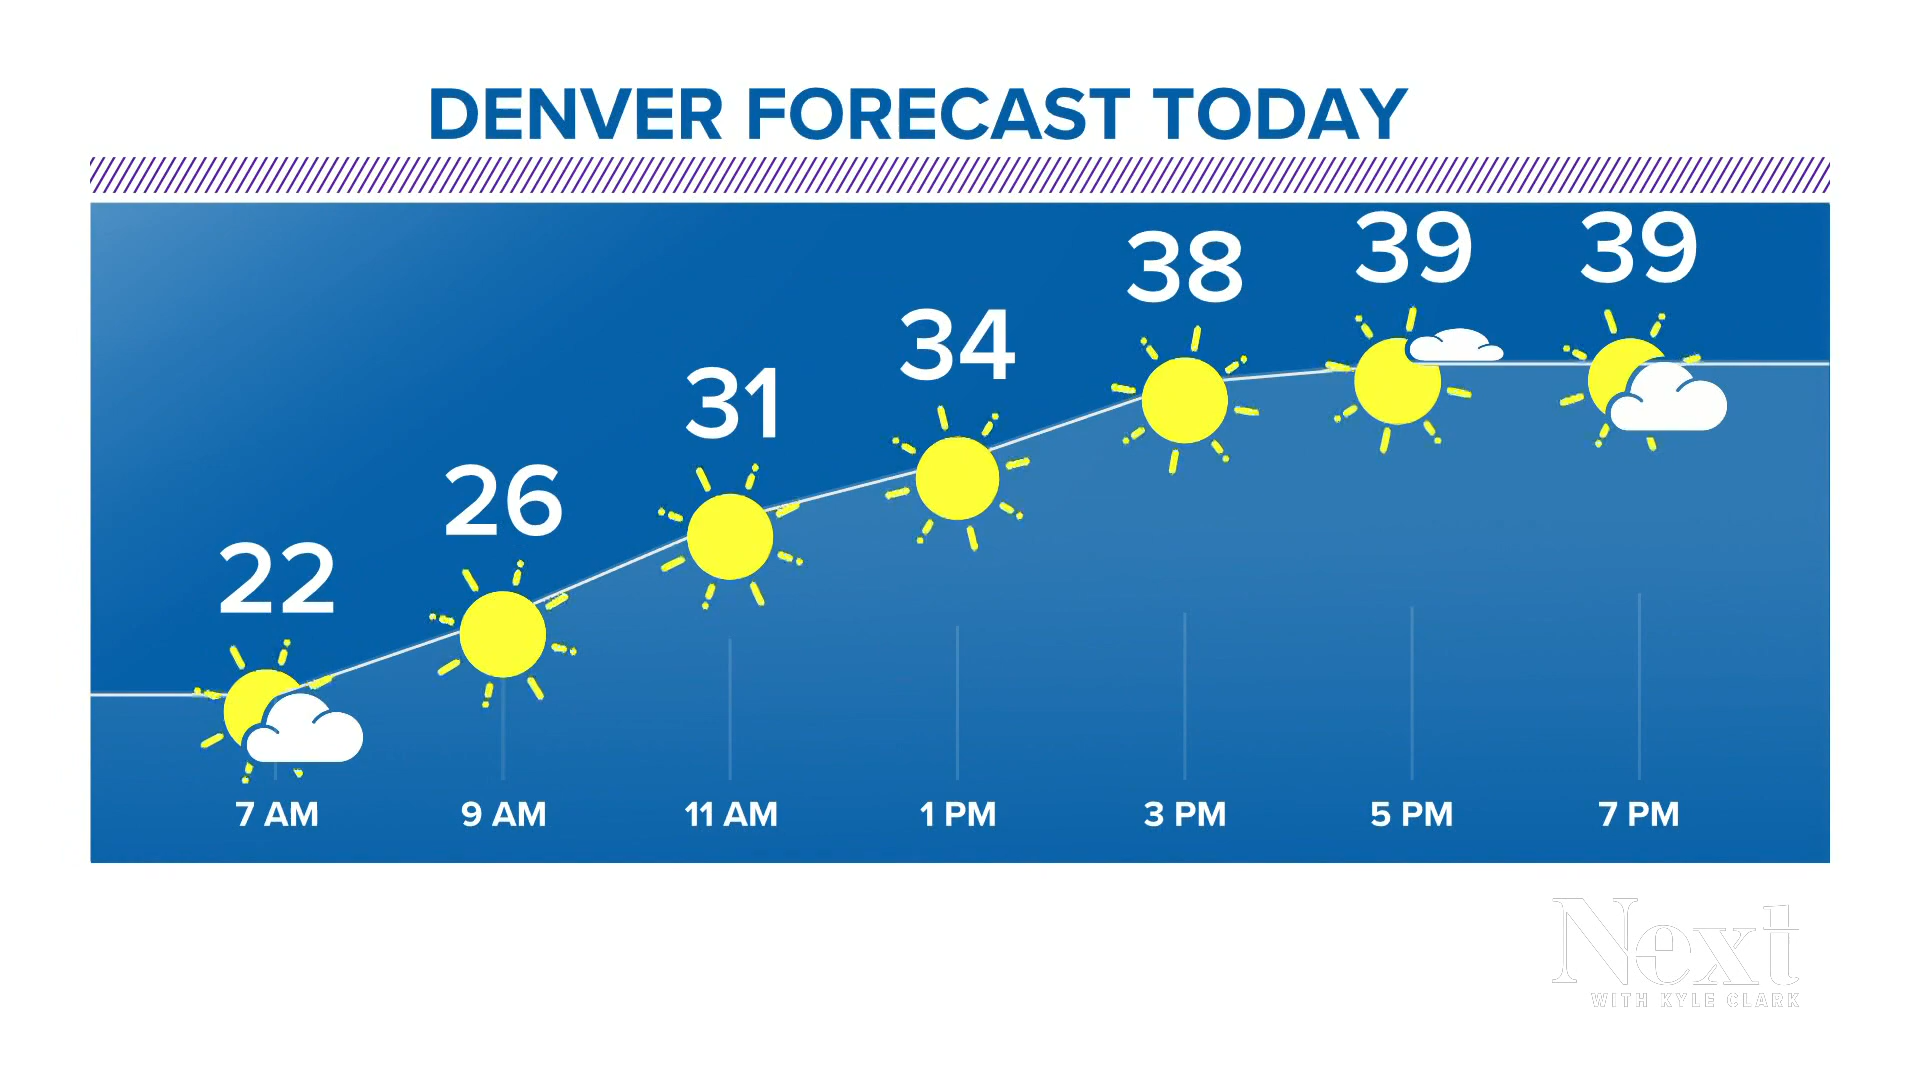 DENVER FORECAST TODAY
22 26 31 34 38 39 39
7 AM 9 AM 11 AM 1 PM 3 PM 5 PM 7 PM
Next
WITH KYLE CLARK